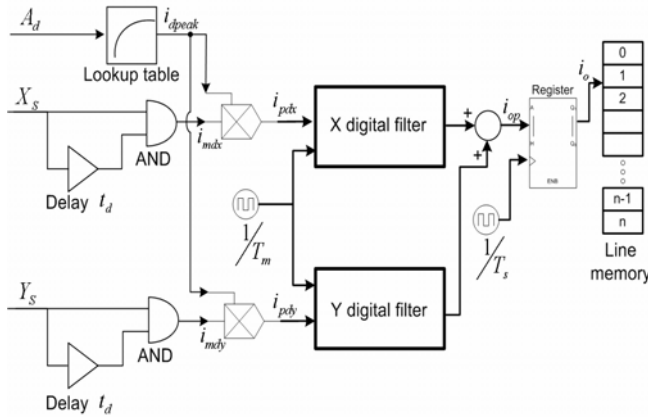 A_d
i_dpeak
Lookup table
X_s
AND
i_mdx
Delay t_d
i_pdx
X digital filter
1/T_m
+
+
i_op
1/T_s
Register
ENB
i_o
0
1
2
n-1
n
Line
memory
Y_s
AND
i_mdy
Delay t_d
i_pdy
Y digital filter